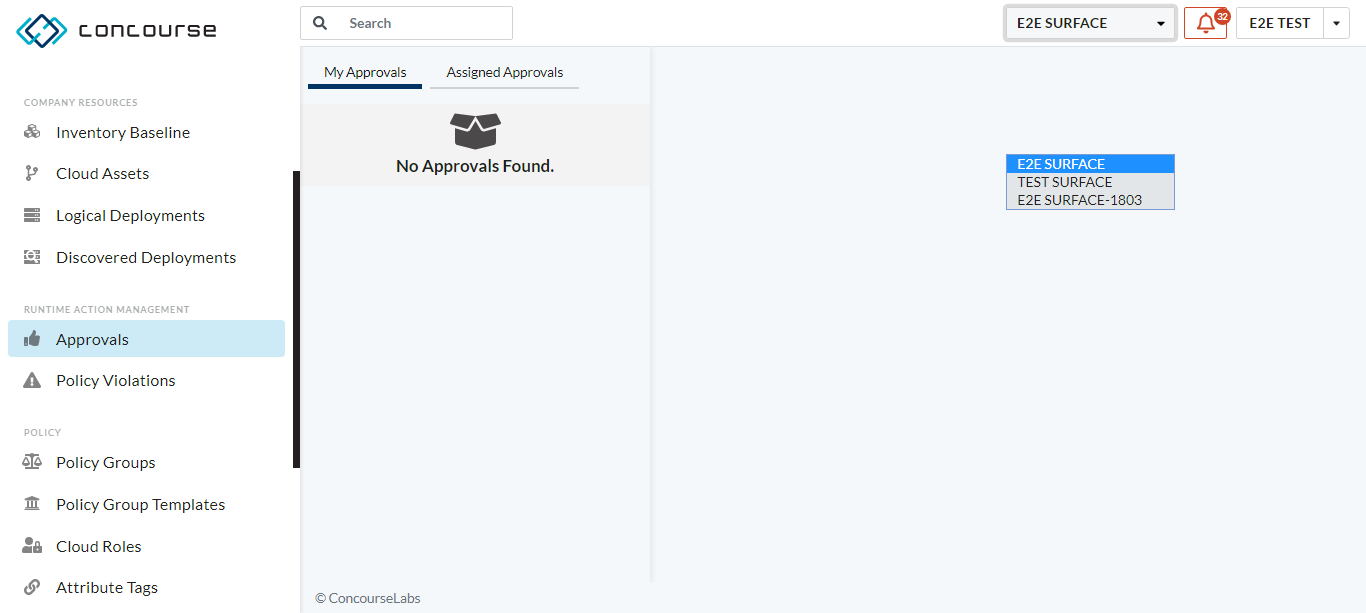 concourse
Search
E2E SURFACE
32
E2E TEST
COMPANY RESOURCES
Inventory Baseline
Cloud Assets
Logical Deployments
Discovered Deployments
RUNTIME ACTION MANAGEMENT
Approvals
Policy Violations
POLICY
Policy Groups
Policy Group Templates
Cloud Roles
Attribute Tags
My Approvals
Assigned Approvals
No Approvals Found.
E2E SURFACE
TEST SURFACE
E2E SURFACE-1803
© ConcourseLabs